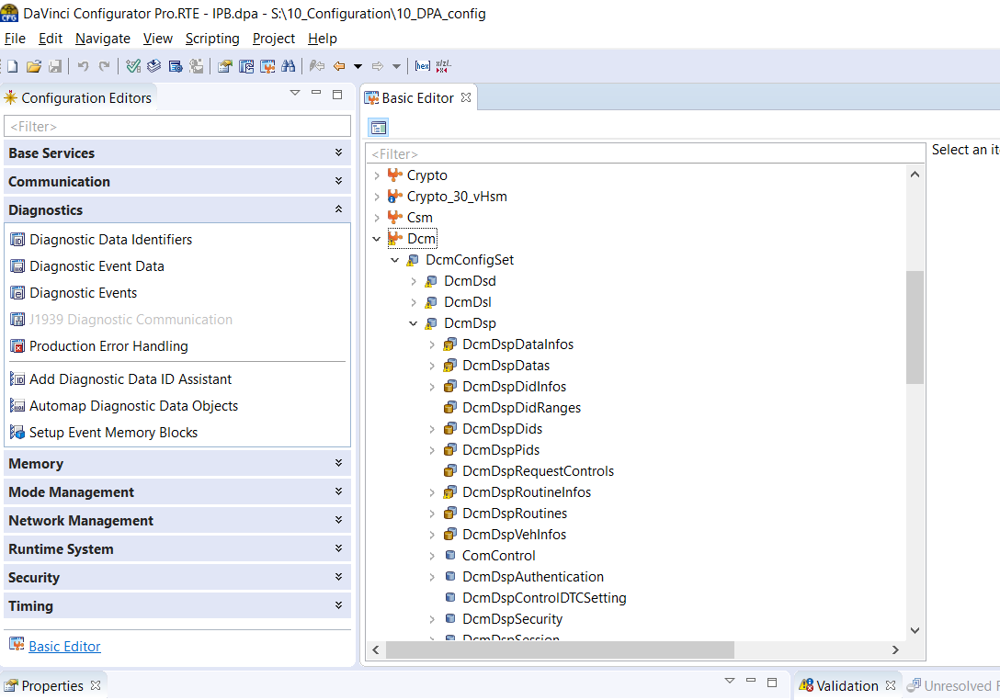 DaVinci Configurator Pro.RTE - IPB.dpa - S:\10_Configuration\10_DPA_config
File Edit Navigate View Scripting Project Help
Configuration Editors
<Filter>
Base Services
Communication
Diagnostics
Diagnostic Data Identifiers
Diagnostic Event Data
Diagnostic Events
J1939 Diagnostic Communication
Production Error Handling
Add Diagnostic Data ID Assistant
Automap Diagnostic Data Objects
Setup Event Memory Blocks
Memory
Mode Management
Network Management
Runtime System
Security
Timing
Basic Editor
Basic Editor
<Filter>
Crypto
Crypto_30_vHsm
Csm
Dcm
DcmConfigSet
DcmDsd
DcmDsl
DcmDsp
DcmDspDataInfos
DcmDspDatas
DcmDspDidInfos
DcmDspDidRanges
DcmDspDids
DcmDspPids
DcmDspRequestControls
DcmDspRoutineInfos
DcmDspRoutines
DcmDspVehInfos
ComControl
DcmDspAuthentication
DcmDspControlDTCSetting
DcmDspSecurity
DcmDspSession
Select an it
Properties
Validation
Unresolved